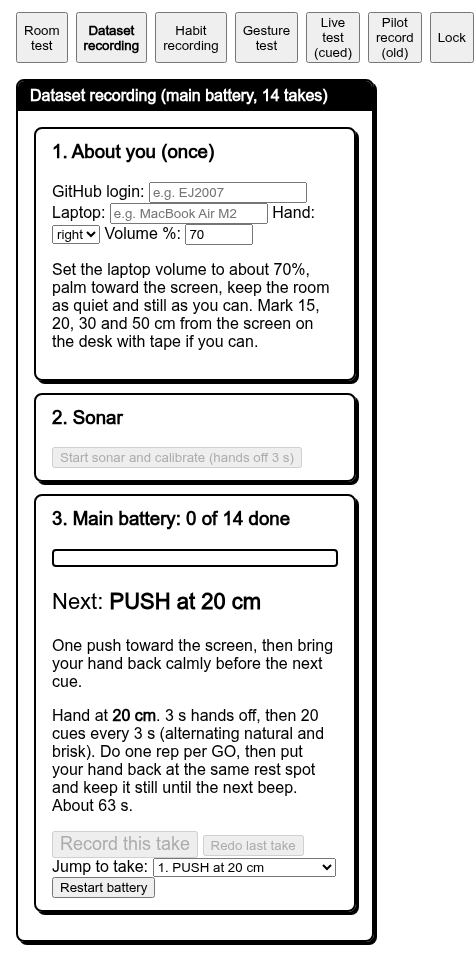 Room test
Dataset recording
Habit recording
Gesture test
Live test (cued)
Pilot record (old)
Lock
Dataset recording (main battery, 14 takes)
1. About you (once)
GitHub login: e.g. EJ2007
Laptop: e.g. MacBook Air M2 Hand:
right Volume %: 70
Set the laptop volume to about 70%,
palm toward the screen, keep the room
as quiet and still as you can. Mark 15,
20, 30 and 50 cm from the screen on
the desk with tape if you can.
2. Sonar
Start sonar and calibrate (hands off 3 s)
3. Main battery: 0 of 14 done
Next: PUSH at 20 cm
One push toward the screen, then bring
your hand back calmly before the next
cue.
Hand at 20 cm. 3 s hands off, then 20
cues every 3 s (alternating natural and
brisk). Do one rep per GO, then put
your hand back at the same rest spot
and keep it still until the next beep.
About 63 s.
Record this take Redo last take
Jump to take: 1. PUSH at 20 cm
Restart battery